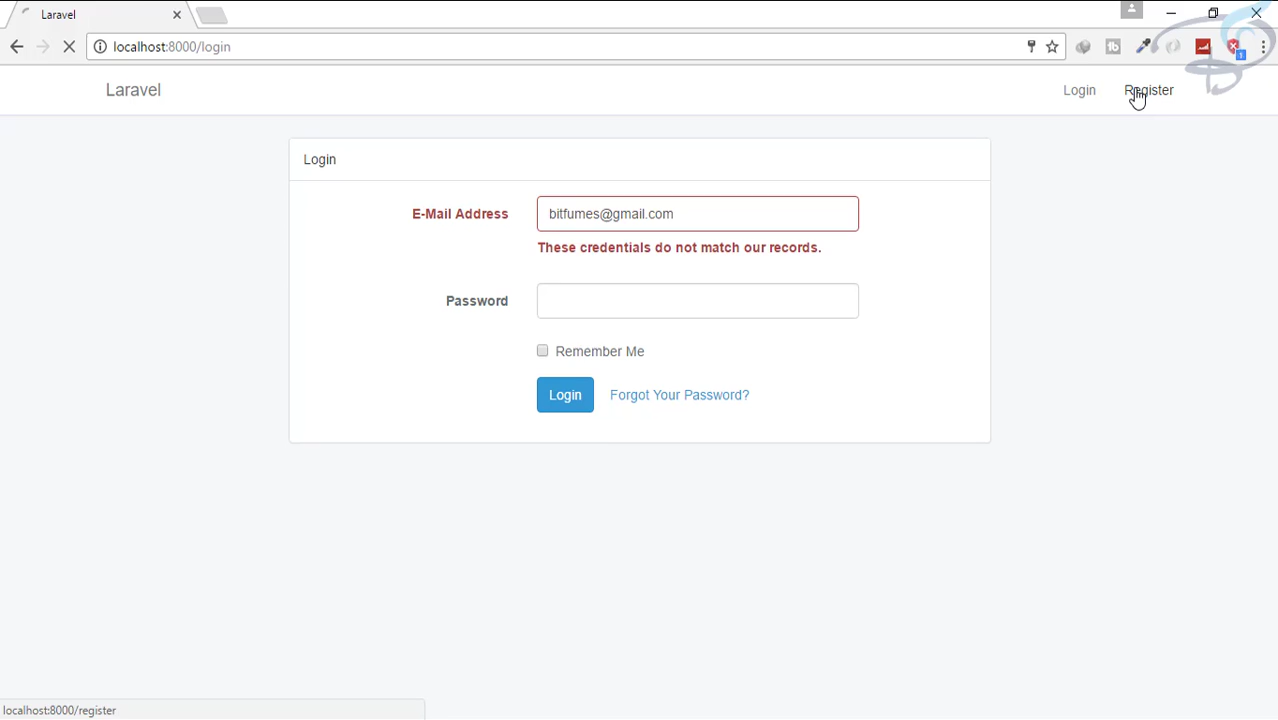 Laravel
localhost:8000/login
Laravel
Login
Register
Login
E-Mail Address
bitfumes@gmail.com
These credentials do not match our records.
Password
Remember Me
Login
Forgot Your Password?
localhost:8000/register